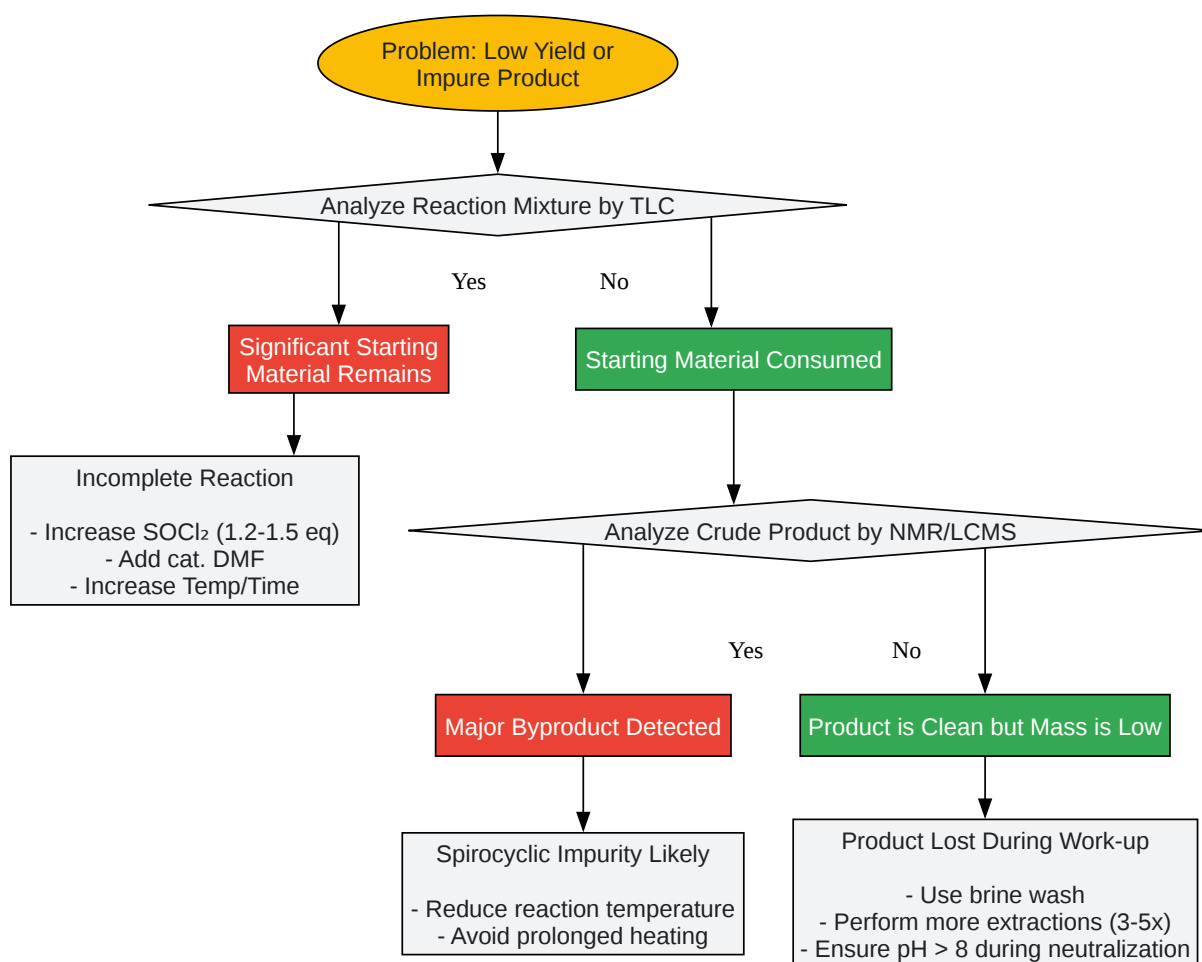 Problem: Low Yield or
Impure Product
Analyze Reaction Mixture by TLC
Yes
No
Significant Starting
Material Remains
Starting Material Consumed
Incomplete Reaction
- Increase SOCl₂ (1.2-1.5 eq)
- Add cat. DMF
- Increase Temp/Time
Analyze Crude Product by NMR/LCMS
Yes
No
Major Byproduct Detected
Product is Clean but Mass is Low
Spirocyclic Impurity Likely
- Reduce reaction temperature
- Avoid prolonged heating
Product Lost During Work-up
- Use brine wash
- Perform more extractions (3-5x)
- Ensure pH > 8 during neutralization